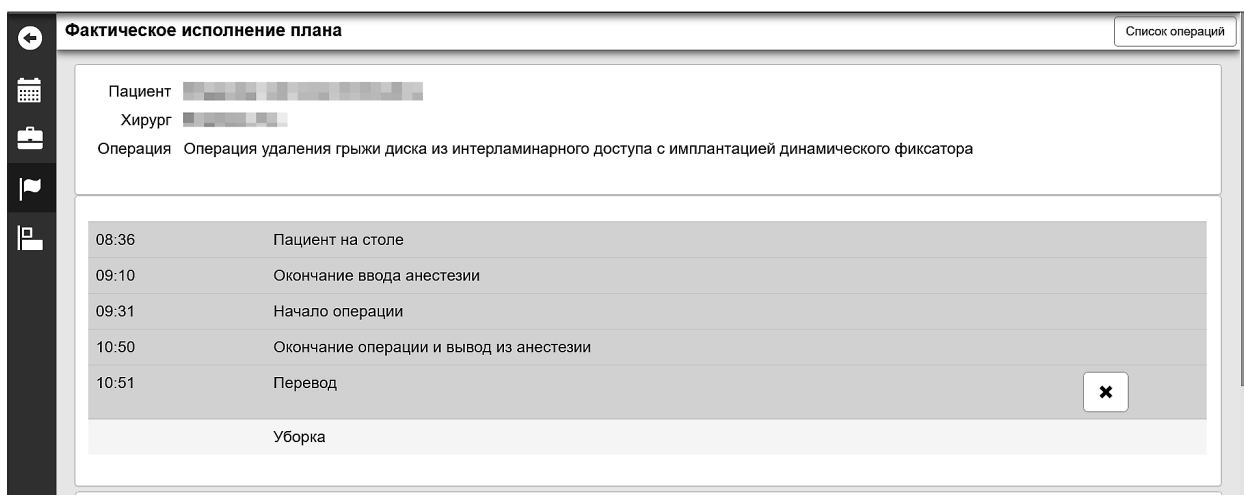 Фактическое исполнение плана
Список операций
Пациент
Хирург
Операция Операция удаления грыжи диска из интерламинарного доступа с имплантацией динамического фиксатора
08:36 Пациент на столе
09:10 Окончание ввода анестезии
09:31 Начало операции
10:50 Окончание операции и вывод из анестезии
10:51 Перевод
Уборка